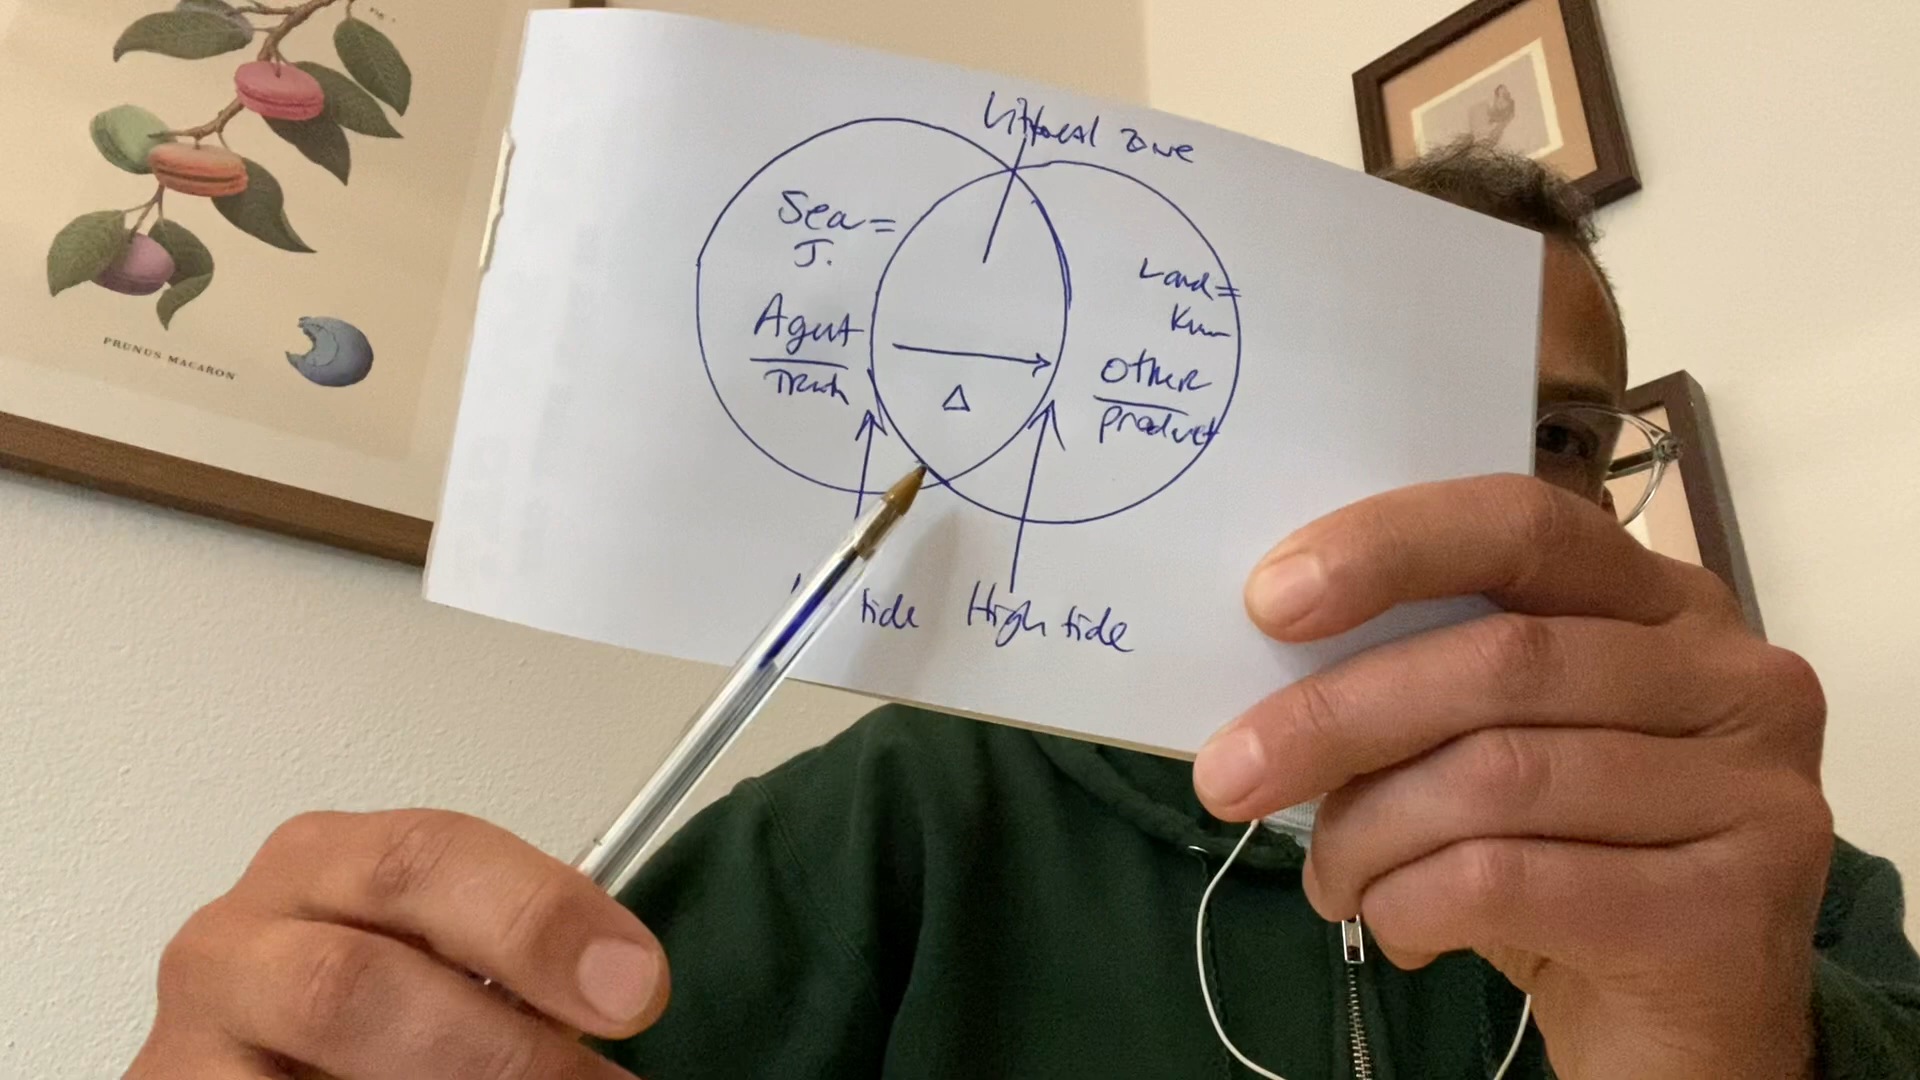 Littoral zone
Sea =
J.
Agent
Truth
Δ
Land =
Other
product
tide
High tide
PRUNUS MACARON